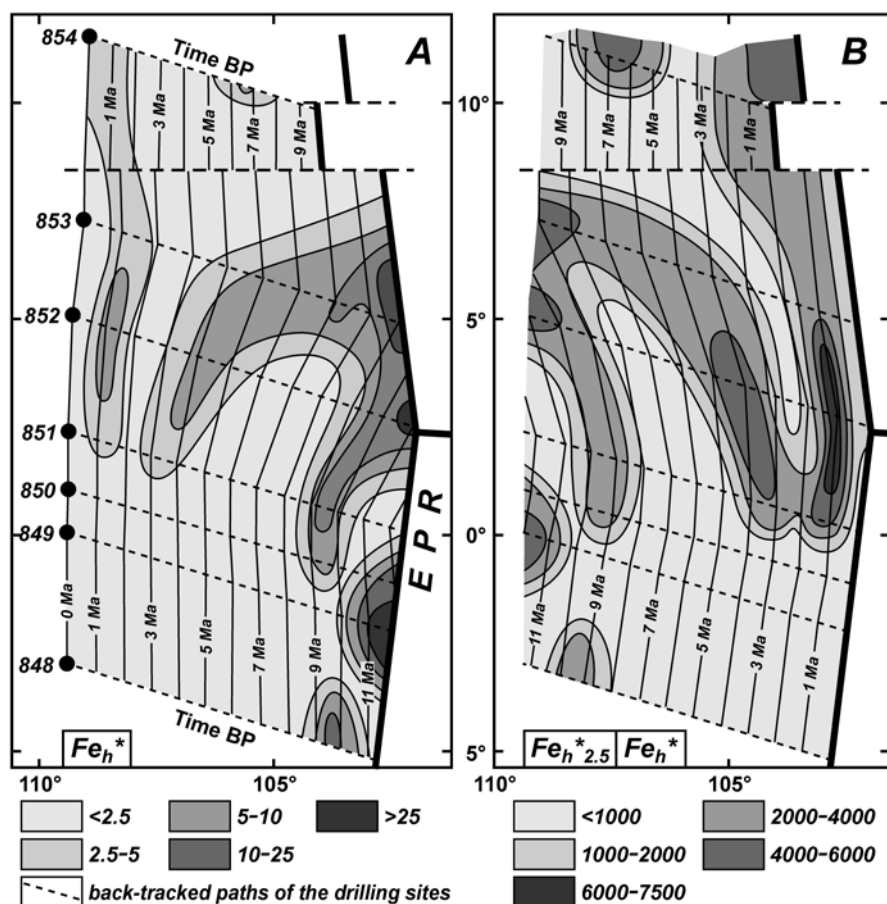 854
Time BP
A
B
1 Ma
3 Ma
5 Ma
7 Ma
9 Ma
9 Ma
7 Ma
5 Ma
3 Ma
1 Ma
10°
853
852
5°
851
850
849
0°
E P R
0 Ma
1 Ma
3 Ma
5 Ma
7 Ma
9 Ma
11 Ma
11 Ma
9 Ma
7 Ma
5 Ma
3 Ma
1 Ma
848
Time BP
Feh*
5°
Feh*2.5
Feh*
110°
105°
110°
105°
<2.5
5–10
>25
2.5–5
10–25
back-tracked paths of the drilling sites
<1000
2000–4000
1000–2000
4000–6000
6000–7500